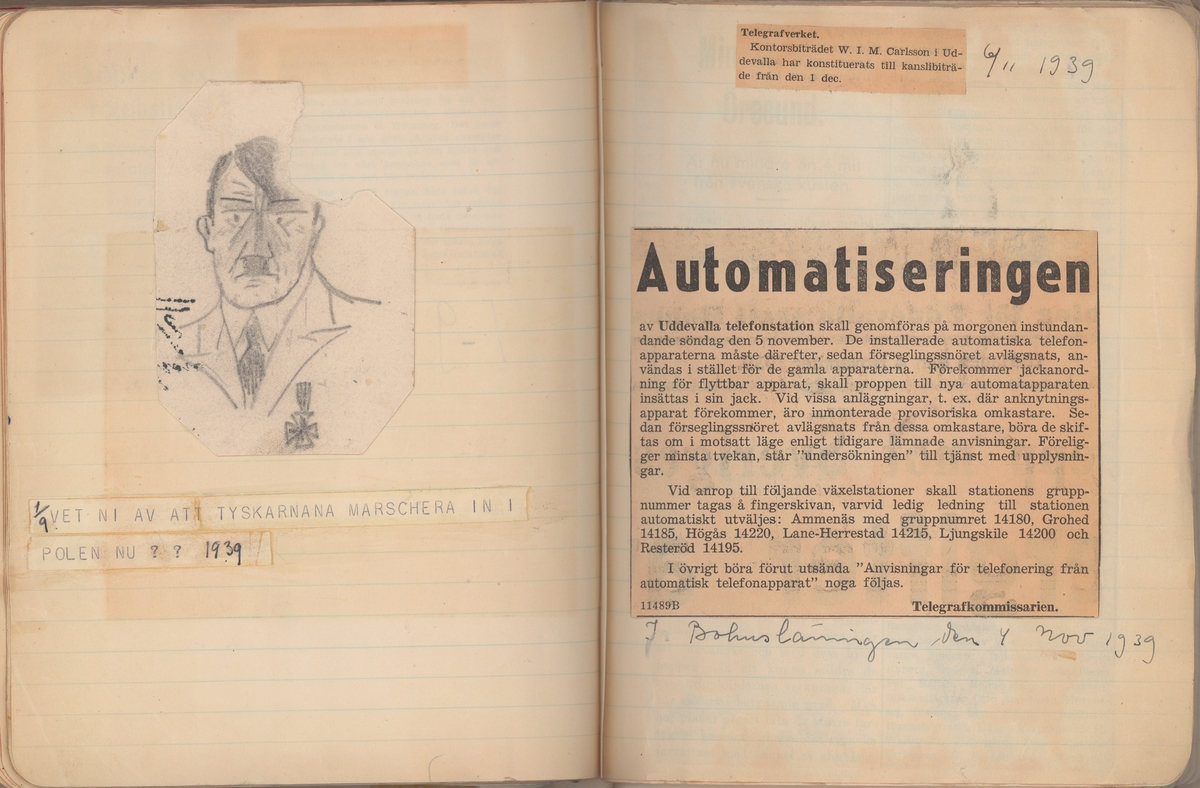 1/9 VET NI AV ATT TYSKARNANA MARSCHERA IN I
POLEN NU ? ? 1939
Telegrafverket.
Kontorsbiträdet W. I. M. Carlsson i Ud-
devalla har konstituerats till kanslibiträ-
de från den 1 dec.
6/11 1939
Automatiseringen
av Uddevalla telefonstation skall genomföras på morgonen instundan-
dande söndag den 5 november. De installerade automatiska telefon-
apparaterna måste därefter, sedan förseglingssnöret avlägsnats, an-
vändas i stället för de gamla apparaterna. Förekommer jackanord-
ning för flyttbar apparat, skall proppen till nya automatapparaten
insättas i sin jack. Vid vissa anläggningar, t. ex. där anknytnings-
apparat förekommer, äro inmonterade provisoriska omkastare. Se-
dan förseglingssnöret avlägsnats från dessa omkastare, böra de skif-
tas om i motsatt läge enligt tidigare lämnade anvisningar. Förelig-
ger minsta tvekan, står "undersökningen" till tjänst med upplysnin-
gar.
Vid anrop till följande växelstationer skall stationens grupp-
nummer tagas å fingerskivan, varvid ledig ledning till stationen
automatiskt utväljes: Ammenäs med gruppnumret 14180, Grohed
14185, Högås 14220, Lane-Herrestad 14215, Ljungskile 14200 och
Resteröd 14195.
I övrigt böra förut utsända "Anvisningar för telefonering från
automatisk telefonapparat" noga följas.
11489B Telegrafkommissarien.
I Bohusläningen den 4 nov 1939